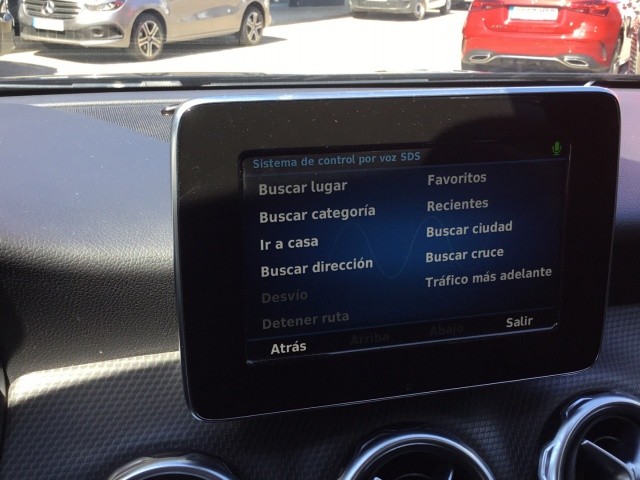 Sistema de control por voz SDS
Buscar lugar
Buscar categoría
Ir a casa
Buscar dirección
Desvío
Detener ruta
Favoritos
Recientes
Buscar ciudad
Buscar cruce
Tráfico más adelante
Atrás
Arriba
Abajo
Salir